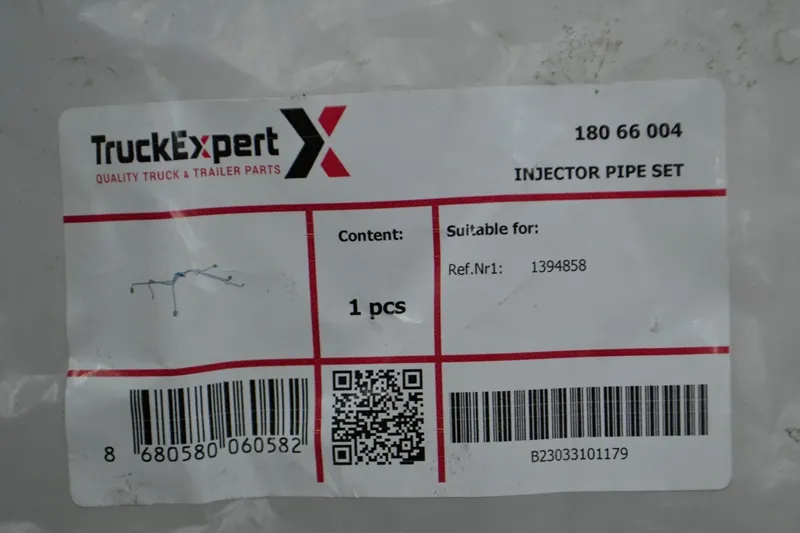 TruckExpert
QUALITY TRUCK & TRAILER PARTS
180 66 004
INJECTOR PIPE SET
Content:
1 pcs
Suitable for:
Ref.Nr1: 1394858
8 680580 060582
B23033101179